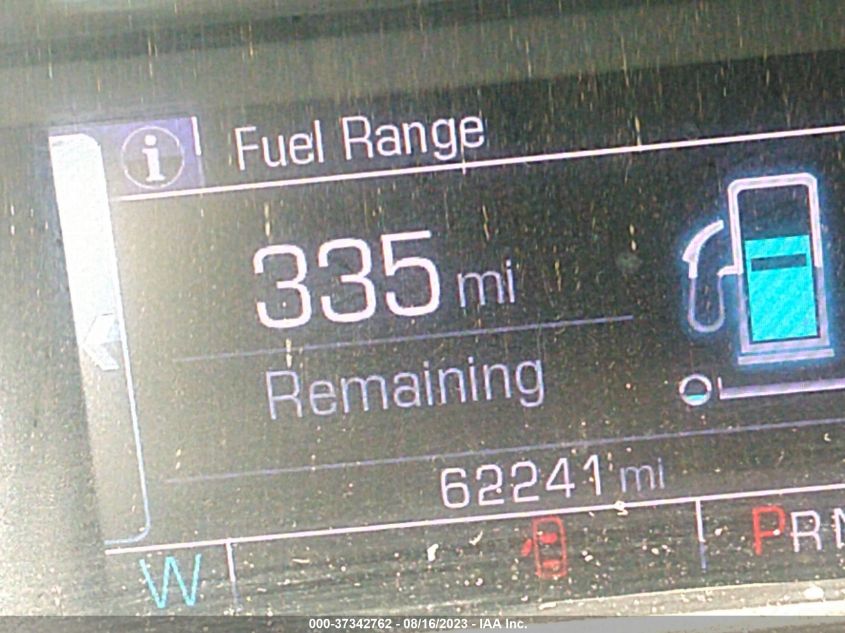 i Fuel Range
335 mi
Remaining
62241 mi
W PRN
000-37342762 - 08/16/2023 - IAA Inc.